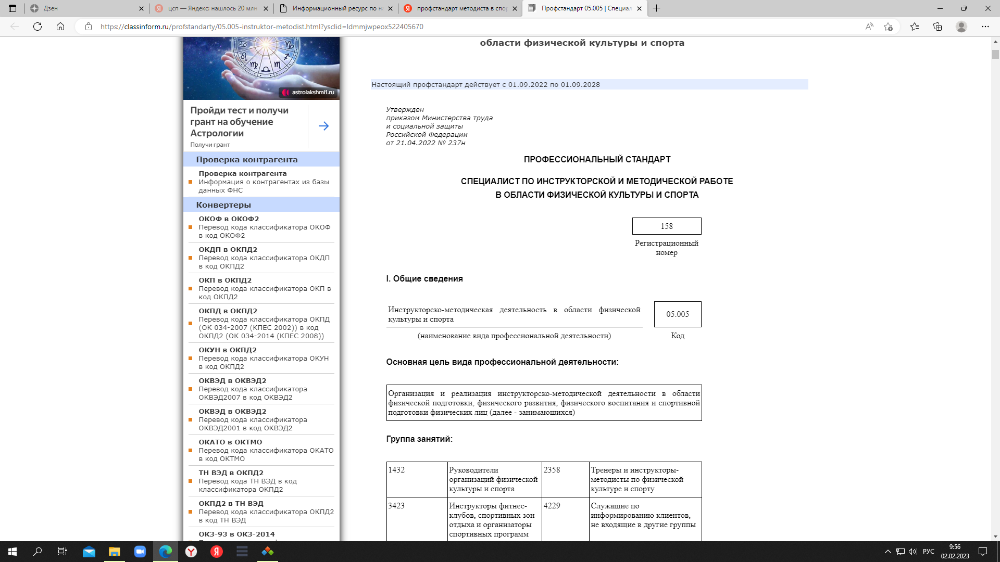 Дзен
цсп — Яндекс: нашлось 20 млн
Информационный ресурс по на
профстандарт методиста в спор
Профстандарт 05.005 | Специал
https://classinform.ru/profstandarty/05.005-instruktor-metodist.html?ysclid=ldmmjwpeox522405670
astrolakshmi1.ru
Пройди тест и получи
грант на обучение
Астрологии
Получи грант
Проверка контрагента
Проверка контрагента
Информация о контрагентах из базы
данных ФНС
Конвертеры
ОКОФ в ОКОФ2
Перевод кода классификатора ОКОФ
в код ОКОФ2
ОКДП в ОКПД2
Перевод кода классификатора ОКДП
в код ОКПД2
ОКП в ОКПД2
Перевод кода классификатора ОКП в
код ОКПД2
ОКПД в ОКПД2
Перевод кода классификатора ОКПД
(ОК 034-2007 (КПЕС 2002)) в код
ОКПД2 (ОК 034-2014 (КПЕС 2008))
ОКУН в ОКПД2
Перевод кода классификатора ОКУН
в код ОКПД2
ОКВЭД в ОКВЭД2
Перевод кода классификатора
ОКВЭД2007 в код ОКВЭД2
ОКВЭД в ОКВЭД2
Перевод кода классификатора
ОКВЭД2001 в код ОКВЭД2
ОКАТО в ОКТМО
Перевод кода классификатора ОКАТО
в код ОКТМО
ТН ВЭД в ОКПД2
Перевод кода ТН ВЭД в код
классификатора ОКПД2
ОКПД2 в ТН ВЭД
Перевод кода классификатора ОКПД2
в код ТН ВЭД
ОКЗ-93 в ОКЗ-2014
области физической культуры и спорта
Настоящий профстандарт действует с 01.09.2022 по 01.09.2028
Утвержден
приказом Министерства труда
и социальной защиты
Российской Федерации
от 21.04.2022 № 237н
ПРОФЕССИОНАЛЬНЫЙ СТАНДАРТ
СПЕЦИАЛИСТ ПО ИНСТРУКТОРСКОЙ И МЕТОДИЧЕСКОЙ РАБОТЕ
В ОБЛАСТИ ФИЗИЧЕСКОЙ КУЛЬТУРЫ И СПОРТА
158
Регистрационный
номер
I. Общие сведения
Инструкторско-методическая деятельность в области физической
культуры и спорта
05.005
(наименование вида профессиональной деятельности)
Код
Основная цель вида профессиональной деятельности:
Организация и реализация инструкторско-методической деятельности в области
физической подготовки, физического развития, физического воспитания и спортивной
подготовки физических лиц (далее - занимающихся)
Группа занятий:
1432
Руководители
организаций физической
культуры и спорта
2358
Тренеры и инструкторы-
методисты по физической
культуре и спорту
3423
Инструкторы фитнес-
клубов, спортивных зон
отдыха и организаторы
спортивных программ
4229
Служащие по
информированию клиентов,
не входящие в другие группы
РУС
9:56
02.02.2023